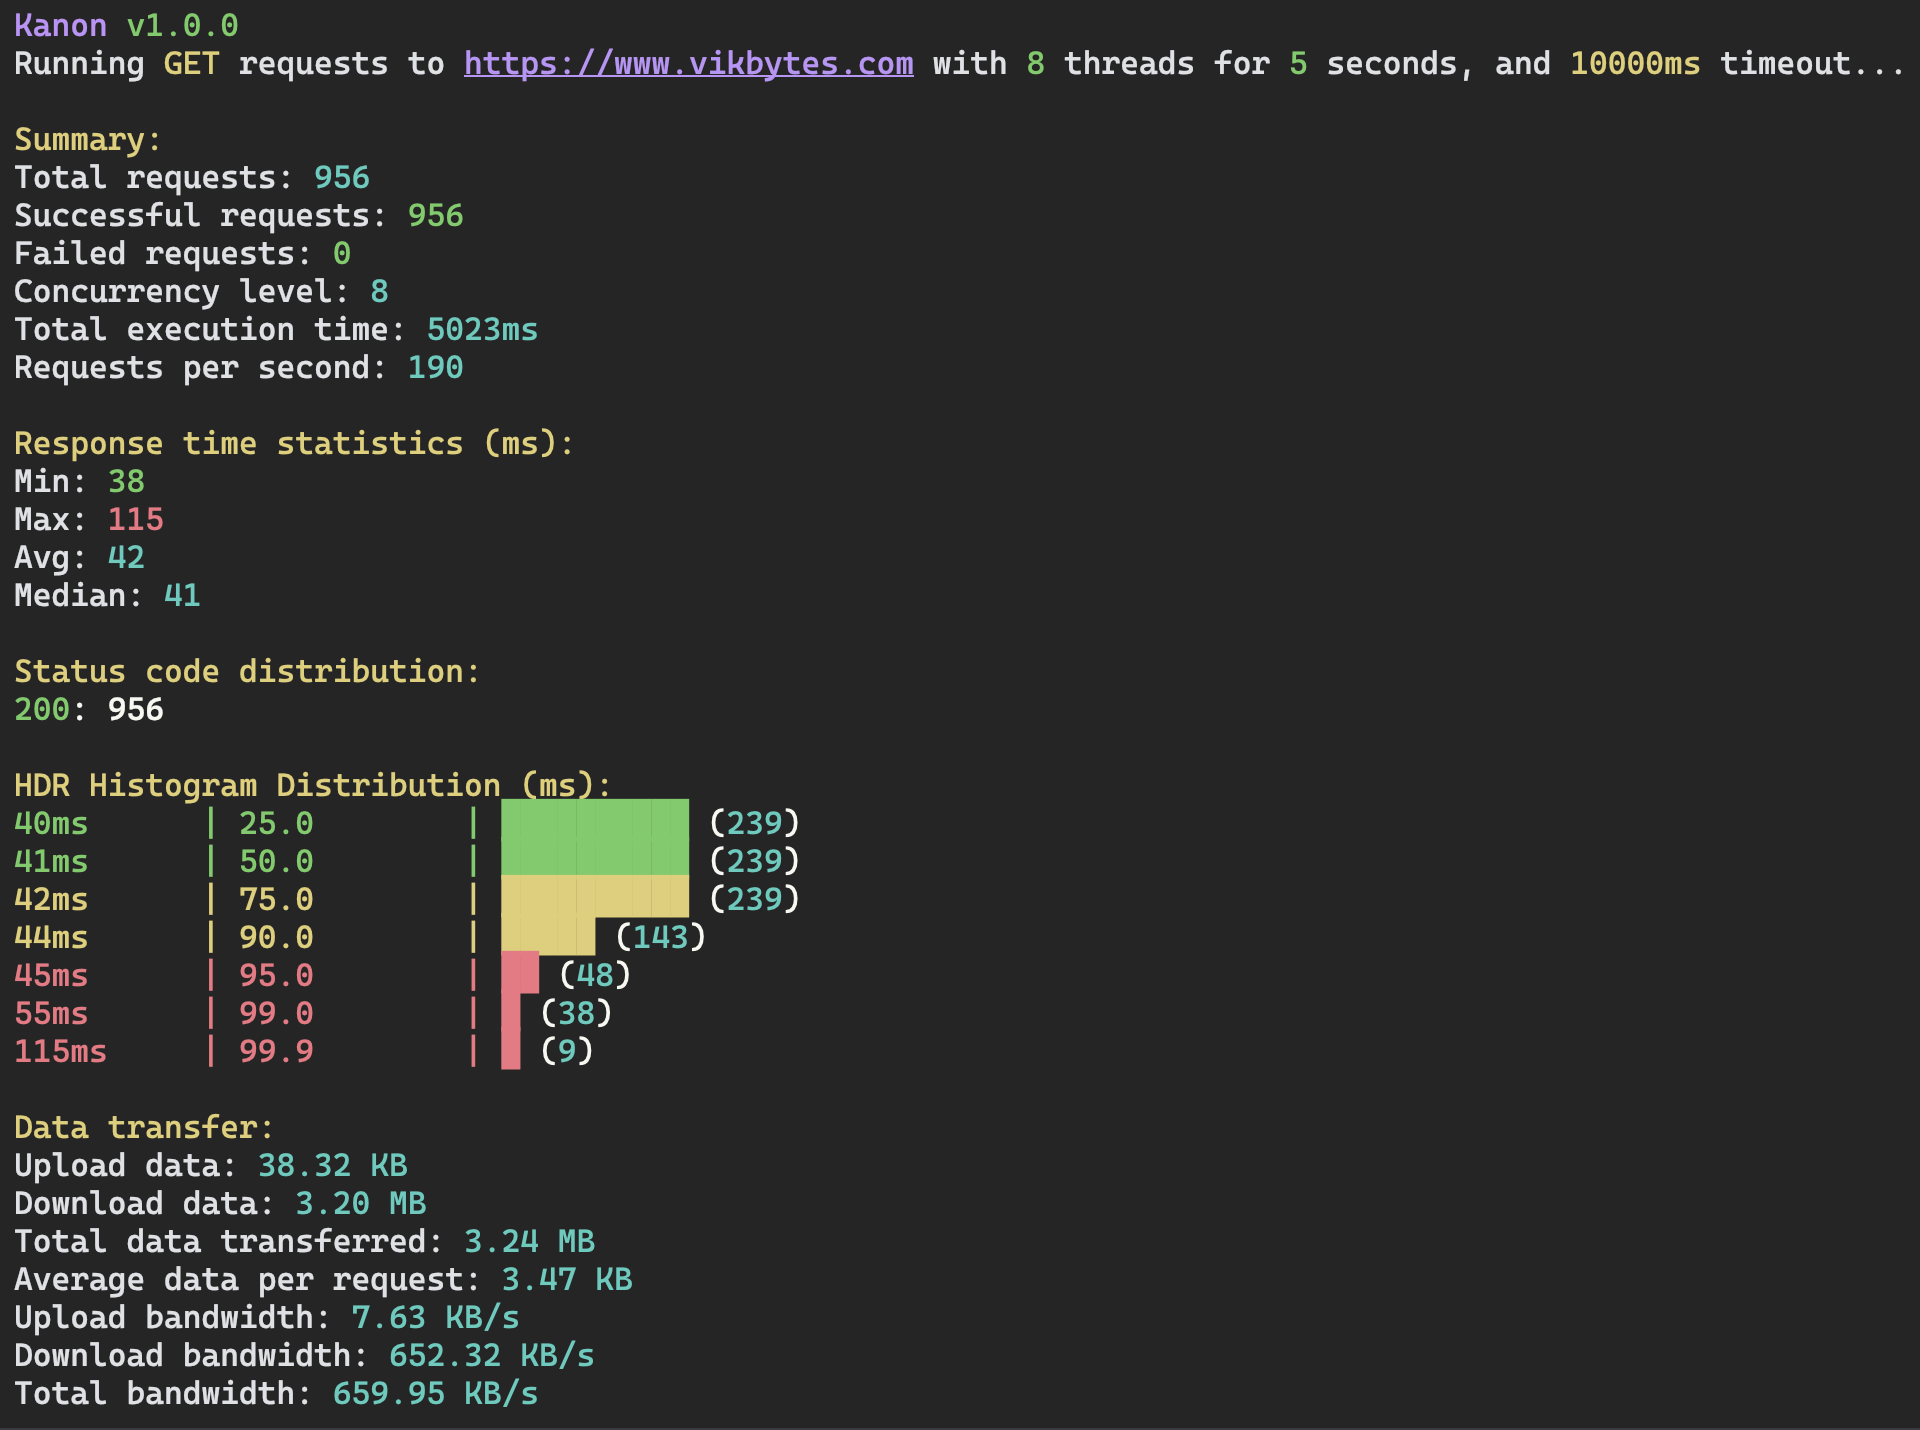 Kanon v1.0.0
Running GET requests to https://www.vikbytes.com with 8 threads for 5 seconds, and 10000ms timeout...
Summary:
Total requests: 956
Successful requests: 956
Failed requests: 0
Concurrency level: 8
Total execution time: 5023ms
Requests per second: 190
Response time statistics (ms):
Min: 38
Max: 115
Avg: 42
Median: 41
Status code distribution:
200: 956
HDR Histogram Distribution (ms):
40ms | 25.0 | (239)
41ms | 50.0 | (239)
42ms | 75.0 | (239)
44ms | 90.0 | (143)
45ms | 95.0 | (48)
55ms | 99.0 | (38)
115ms | 99.9 | (9)
Data transfer:
Upload data: 38.32 KB
Download data: 3.20 MB
Total data transferred: 3.24 MB
Average data per request: 3.47 KB
Upload bandwidth: 7.63 KB/s
Download bandwidth: 652.32 KB/s
Total bandwidth: 659.95 KB/s